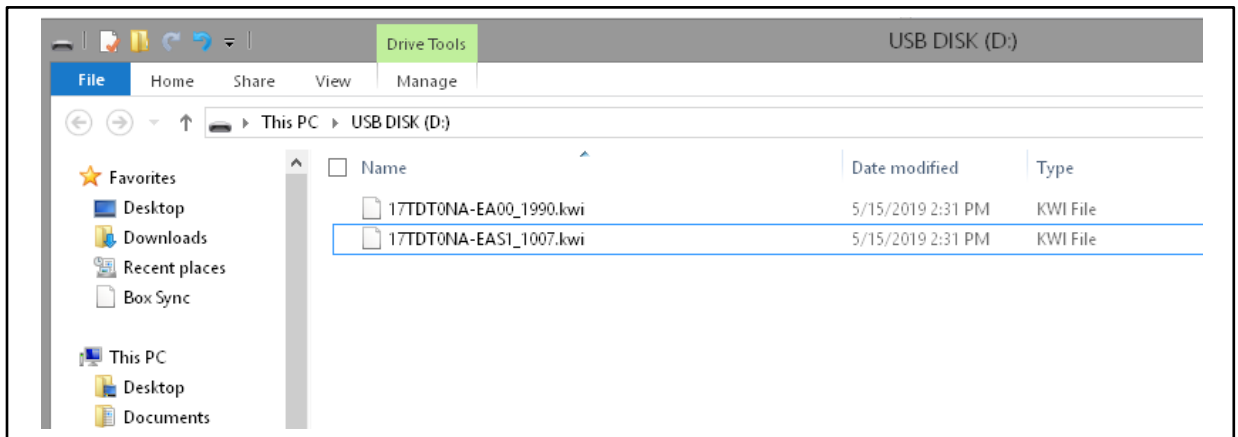 Drive Tools
USB DISK (D:)
File Home Share View Manage
This PC USB DISK (D:)
Favorites
Desktop
Downloads
Recent places
Box Sync
This PC
Desktop
Documents
Name Date modified Type
17TDT0NA-EA00_1990.kwi 5/15/2019 2:31 PM KWI File
17TDT0NA-EAS1_1007.kwi 5/15/2019 2:31 PM KWI File